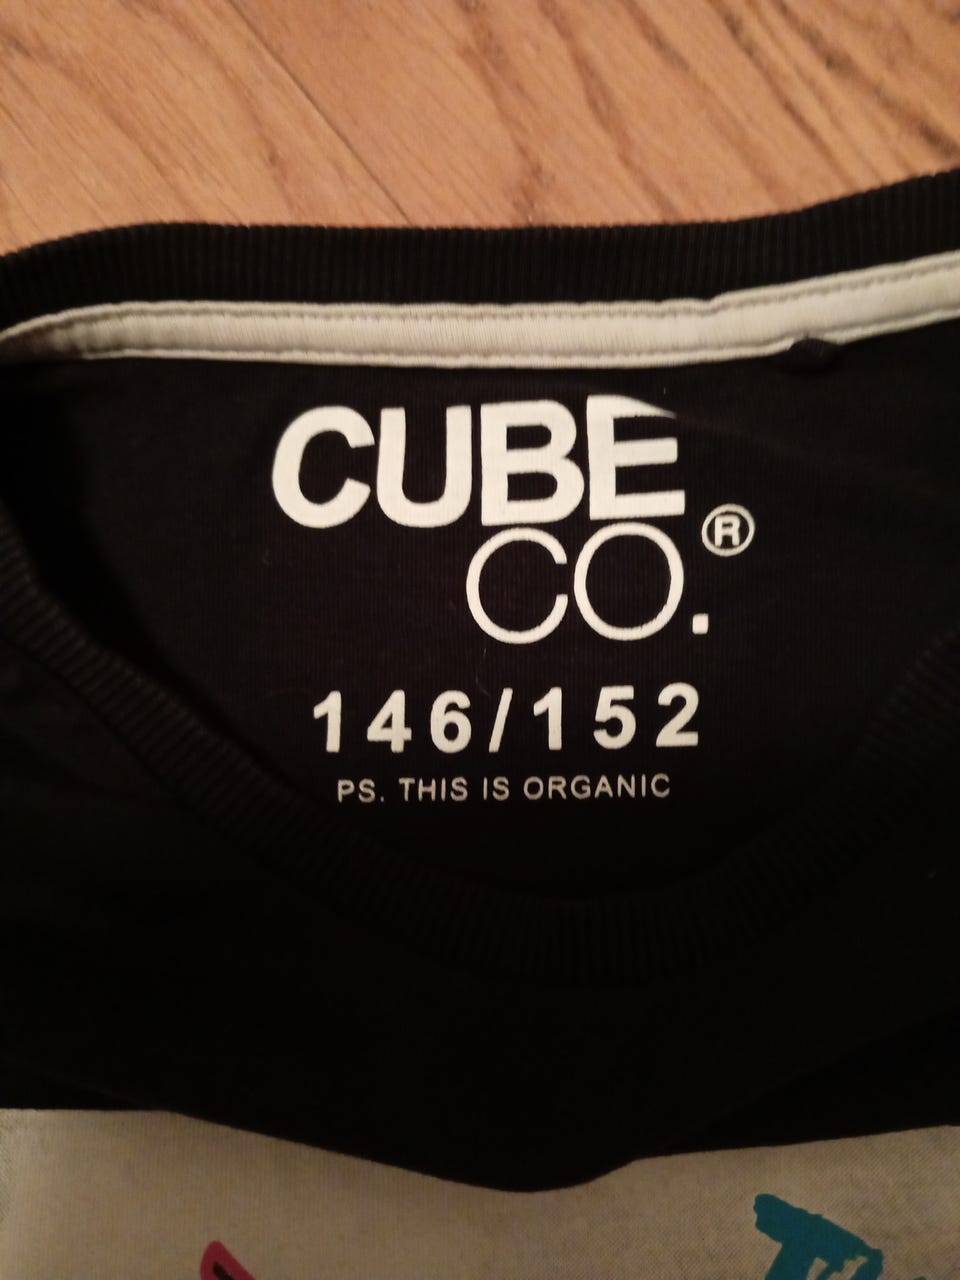 CUBE
CO.®
146/152
PS. THIS IS ORGANIC